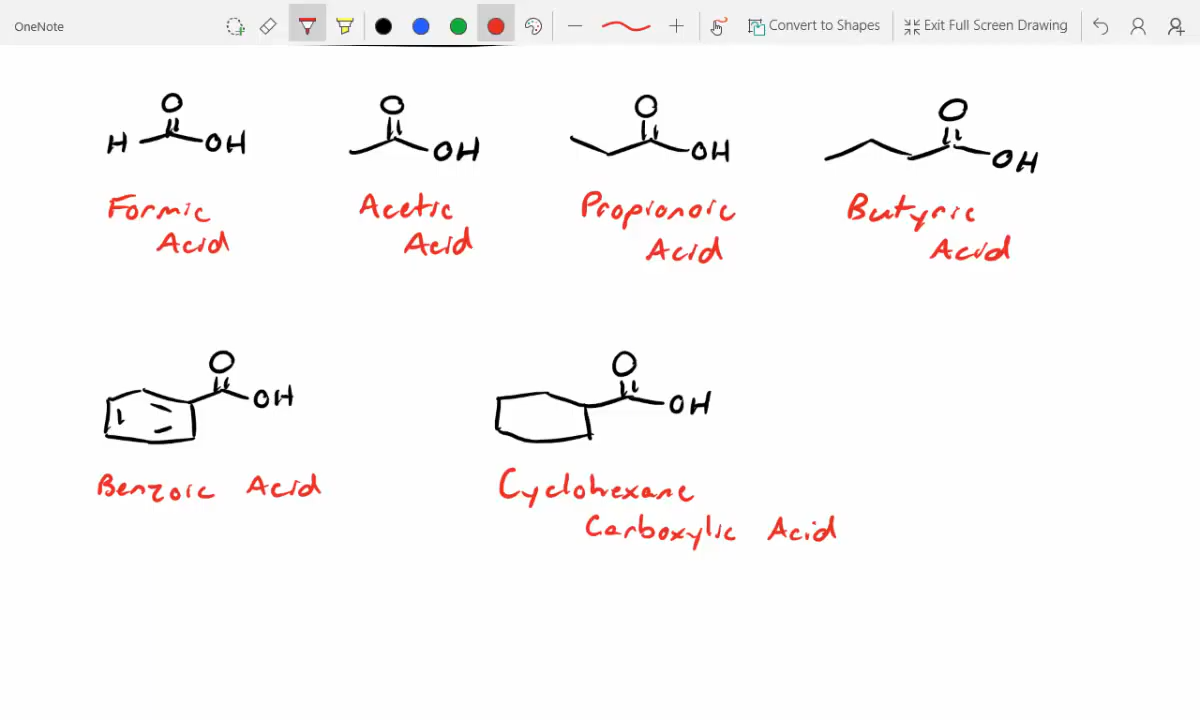 OneNote
Convert to Shapes
Exit Full Screen Drawing
O
H OH
O
OH
O
OH
O
OH
Formic
Acid
Acetic
Acid
Propionoic
Acid
Butyric
Acid
O
OH
O
OH
Benzoic Acid
Cyclohexane
Carboxylic Acid